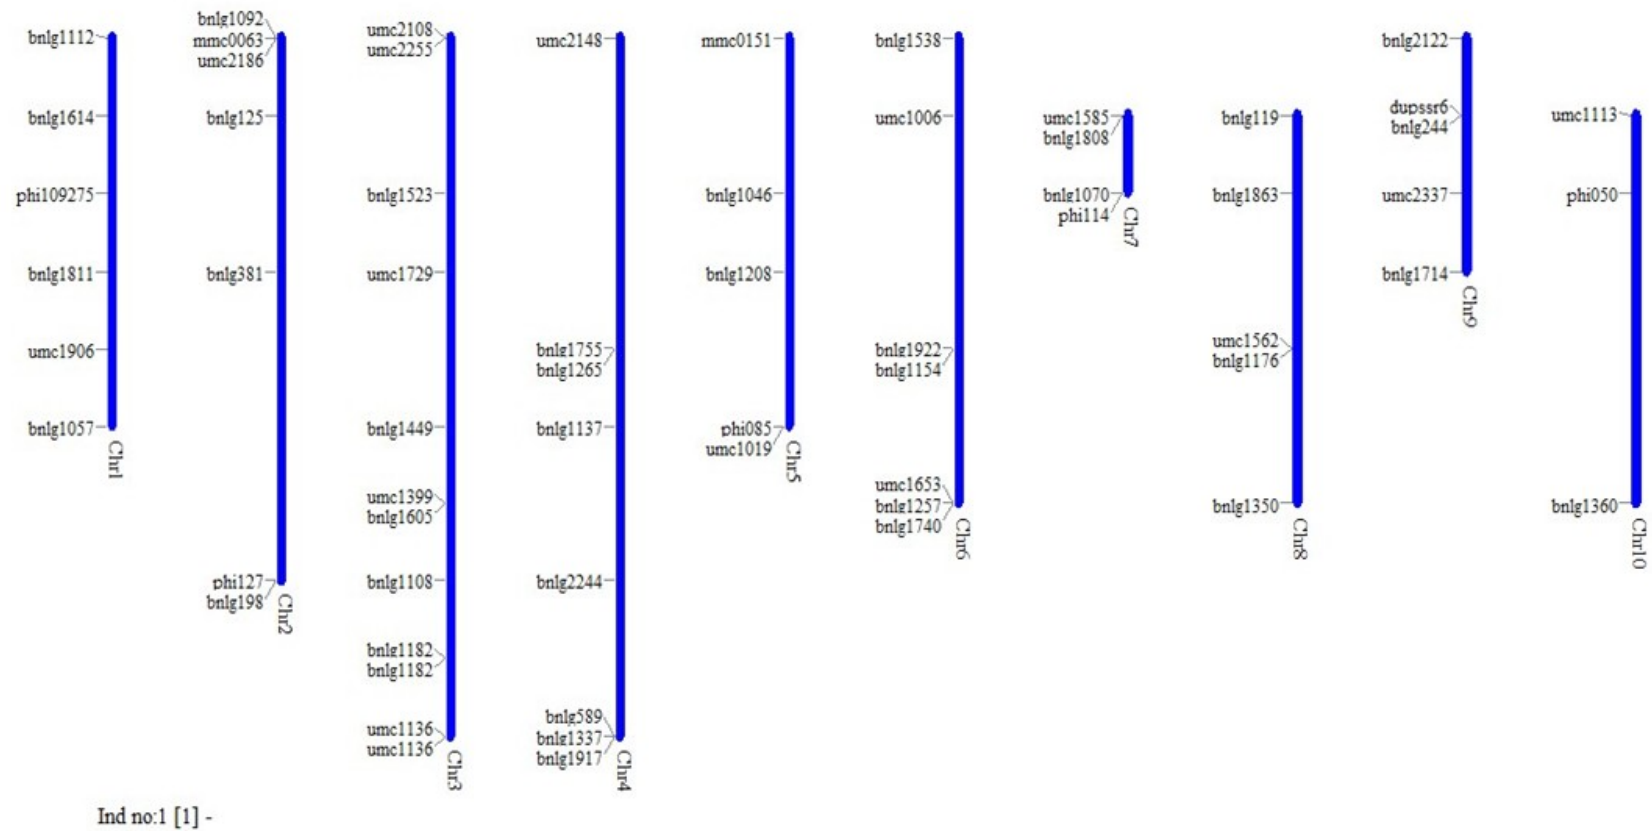 bnlg1112
bnlg1614
phi109275
bnlg1811
umc1906
bnlg1057
Chr1
bnlg1092
mmc0063
umc2186
bnlg125
bnlg381
phi127
bnlg198
Chr2
umc2108
umc2255
bnlg1523
umc1729
bnlg1449
umc1399
bnlg1605
bnlg1108
bnlg1182
bnlg1182
umc1136
umc1136
Chr3
umc2148
bnlg1755
bnlg1265
bnlg1137
bnlg2244
bnlg589
bnlg1337
bnlg1917
Chr4
mmc0151
bnlg1046
bnlg1208
phi085
umc1019
Chr5
bnlg1538
umc1006
bnlg1922
bnlg1154
umc1653
bnlg1257
bnlg1740
Chr6
umc1585
bnlg1808
bnlg1070
phi114
Chr7
bnlg119
bnlg1863
umc1562
bnlg1176
bnlg1350
Chr8
bnlg2122
dupssr6
bnlg244
umc2337
bnlg1714
Chr9
umc1113
phi050
bnlg1360
Chr10
Ind no:1 [1] -